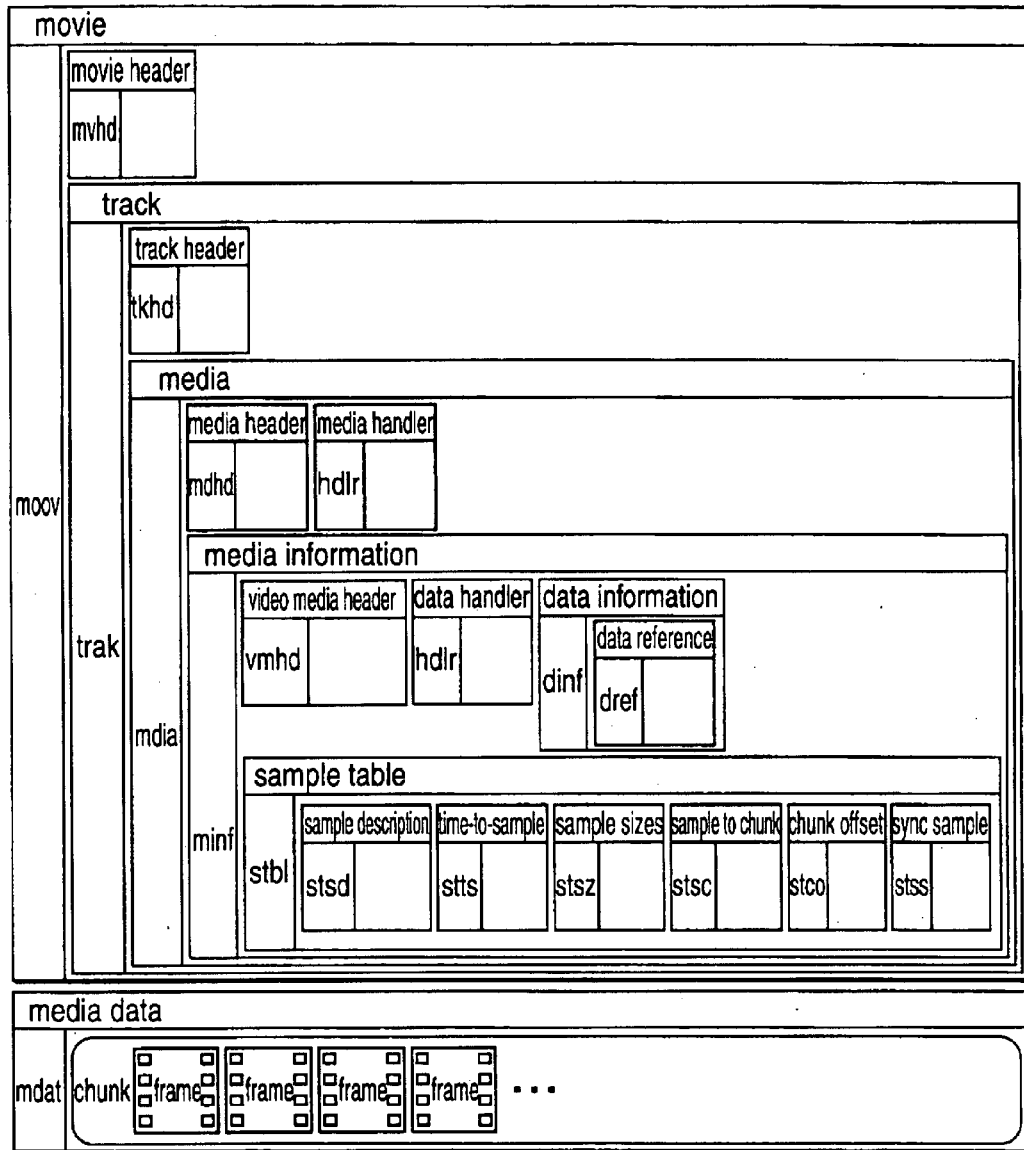 movie
movie header
mvhd
track
track header
tkhd
media
media header media handler
mdhd hdlr
moov
media information
video media header data handler data information
data reference
trak
vmhd hdlr dinf
dref
mdia
sample table
sample description time-to-sample sample sizes sample to chunk chunk offset sync sample
minf
stbl stsd stts stsz stsc stco stss
media data
mdat chunk frame frame frame frame ...